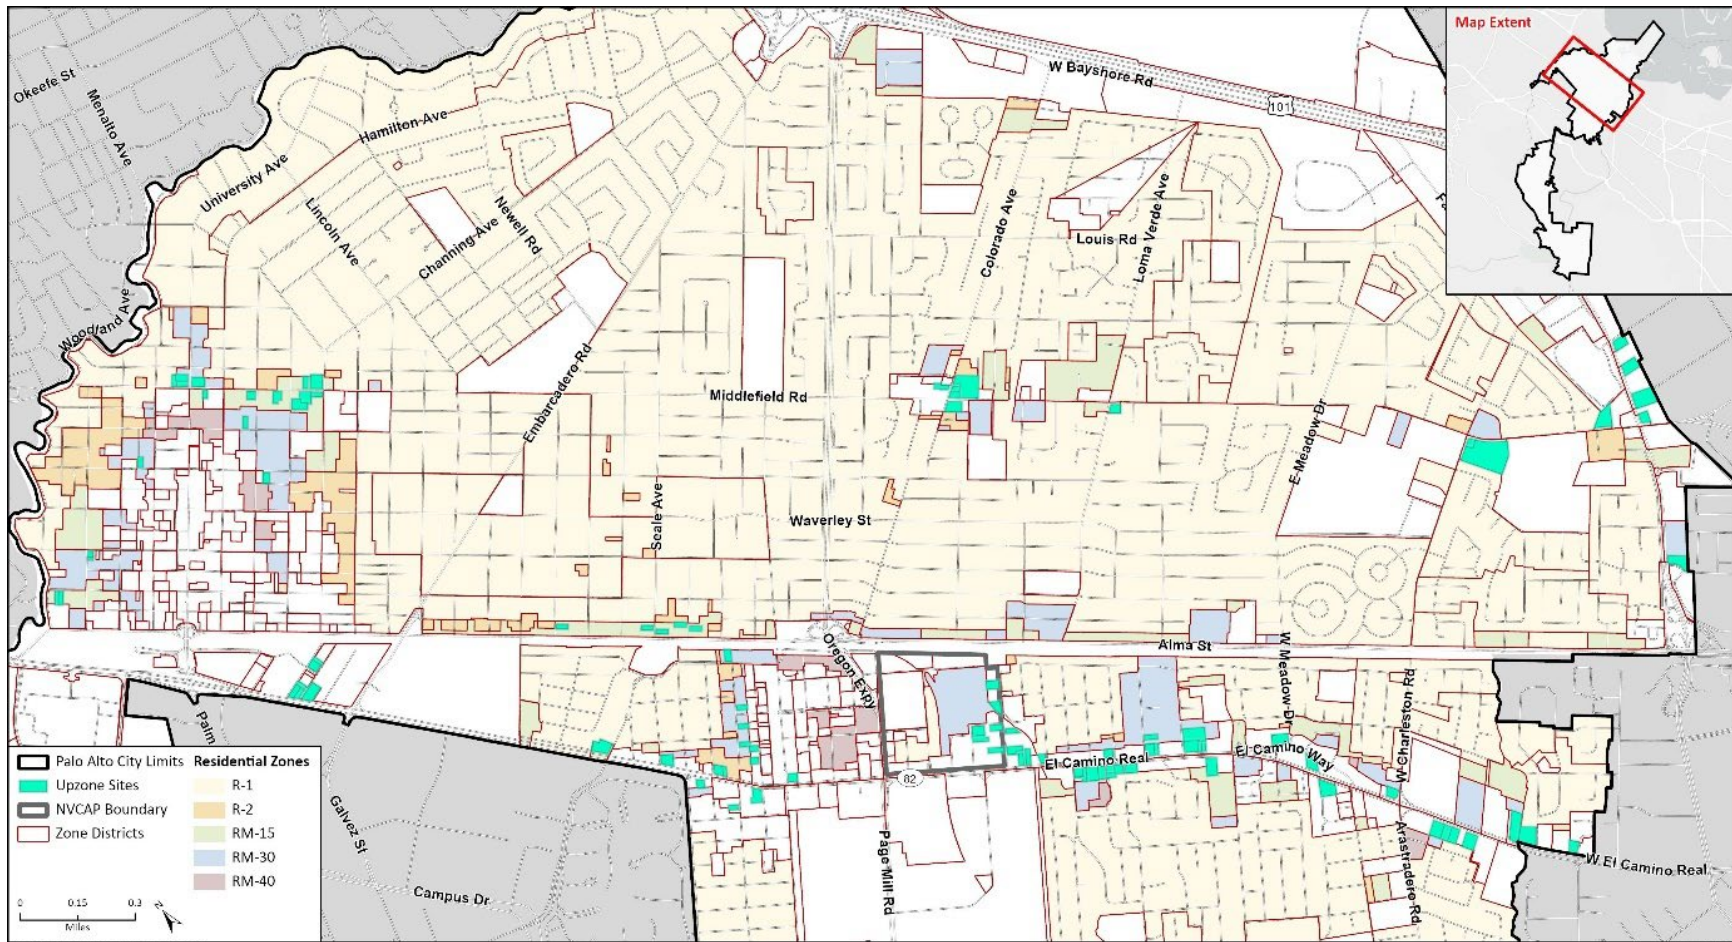 Map Extent
W Bayshore Rd
101
Okeefe St
Menalto Ave
Hamilton Ave
University Ave
Lincoln Ave
Channing Ave
Newell Rd
Colorado Ave
Louis Rd
Loma Verde Ave
Woodland Ave
Embarcadero Rd
Middlefield Rd
E Meadow Dr
Seale Ave
Waverley St
Oregon Expy
Alma St
W Meadow Dr
W Charleston Rd
El Camino Real
El Camino Way
82
Palm
Galvez St
Campus Dr
Page Mill Rd
Arastradero Rd
W El Camino Real
Palo Alto City Limits
Upzone Sites
NVCAP Boundary
Zone Districts
Residential Zones
R-1
R-2
RM-15
RM-30
RM-40
0 0.15 0.3
Miles
N